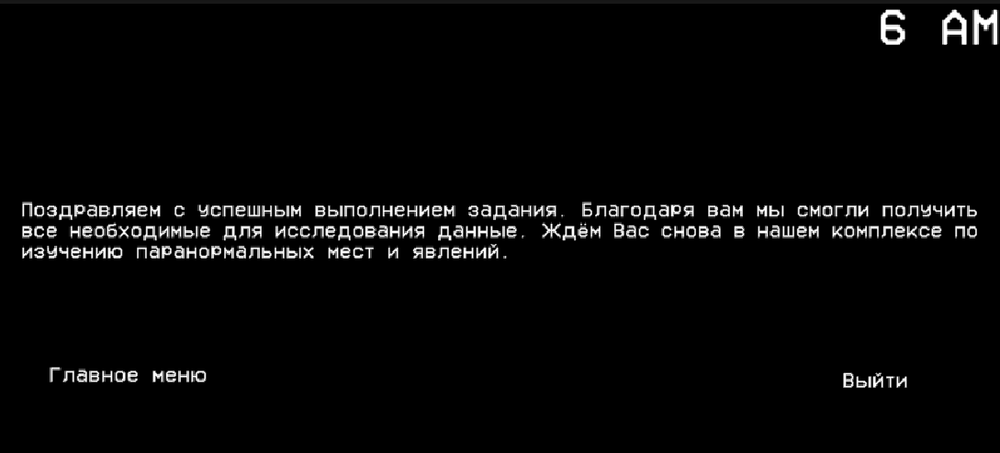 6 AM
Поздравляем с успешным выполнением задания. Благодаря вам мы смогли получить
все необходимые для исследования данные. Ждём Вас снова в нашем комплексе по
изучению паранормальных мест и явлений.
Главное меню
Выйти